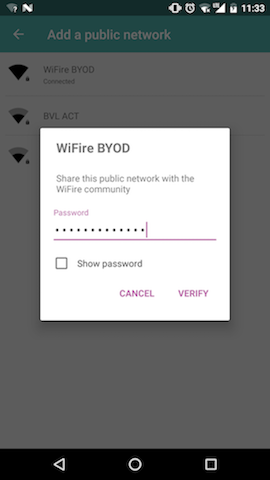 11:33
Add a public network
WiFire BYOD
Connected
BVL ACT
WiFire BYOD
Share this public network with the
WiFire community
Password
•••••••••••••
Show password
CANCEL
VERIFY